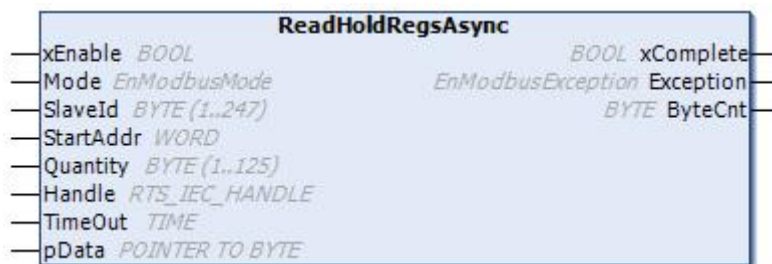 ReadHoldRegsAsync
xEnable BOOL BOOL xComplete
Mode EnModbusMode EnModbusException Exception
SlaveId BYTE (1..247) BYTE ByteCnt
StartAddr WORD
Quantity BYTE (1..125)
Handle RTS_IEC_HANDLE
TimeOut TIME
pData POINTER TO BYTE